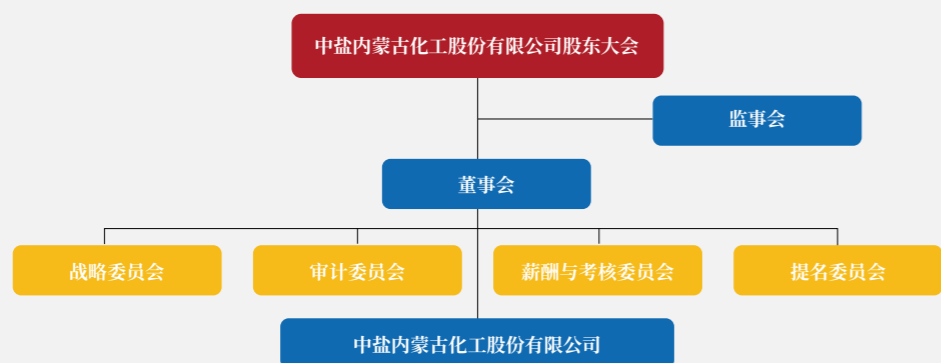 中盐内蒙古化工股份有限公司股东大会
监事会
董事会
战略委员会
审计委员会
薪酬与考核委员会
提名委员会
中盐内蒙古化工股份有限公司